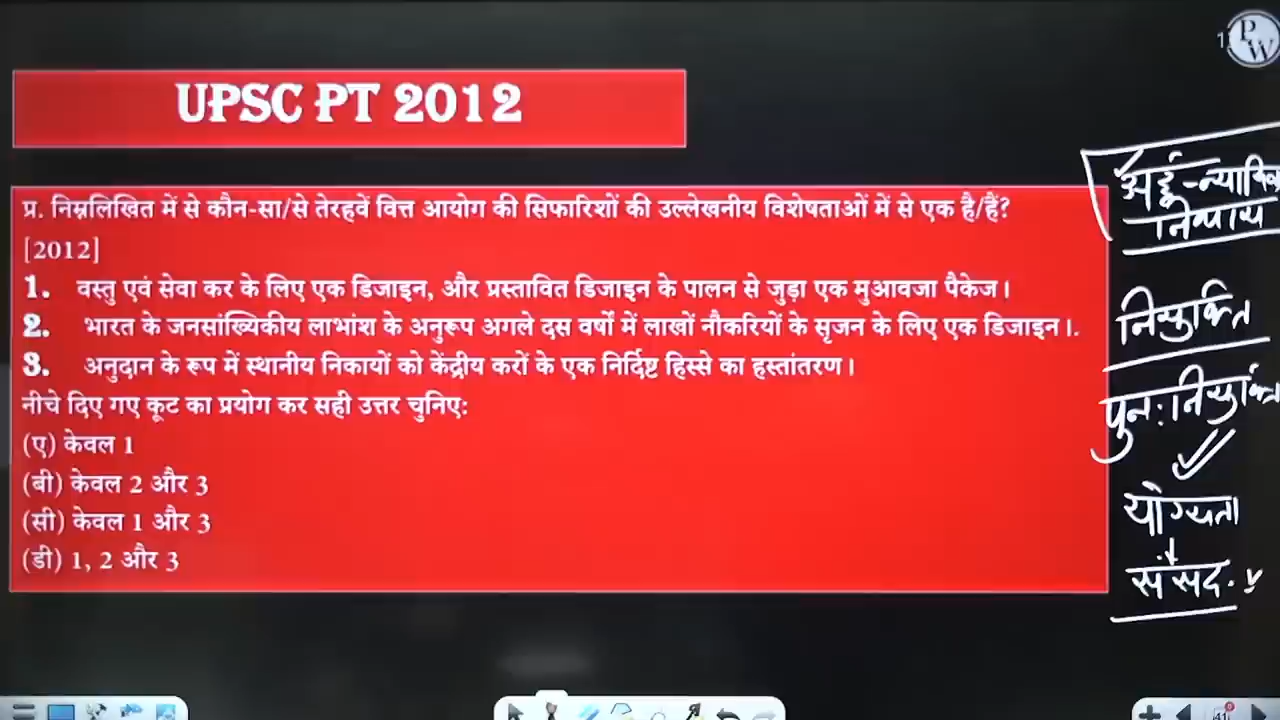 PW
UPSC PT 2012
प्र. निम्नलिखित में से कौन-सा/से तेरहवें वित्त आयोग की सिफारिशों की उल्लेखनीय विशेषताओं में से एक है/हैं?
[2012]
1. वस्तु एवं सेवा कर के लिए एक डिजाइन, और प्रस्तावित डिजाइन के पालन से जुड़ा एक मुआवजा पैकेज।
2. भारत के जनसांख्यिकीय लाभांश के अनुरूप अगले दस वर्षों में लाखों नौकरियों के सृजन के लिए एक डिजाइन।.
3. अनुदान के रूप में स्थानीय निकायों को केंद्रीय करों के एक निर्दिष्ट हिस्से का हस्तांतरण।
नीचे दिए गए कूट का प्रयोग कर सही उत्तर चुनिए:
(ए) केवल 1
(बी) केवल 2 और 3
(सी) केवल 1 और 3
(डी) 1, 2 और 3
नियुक्ति
योग्यता
संसद